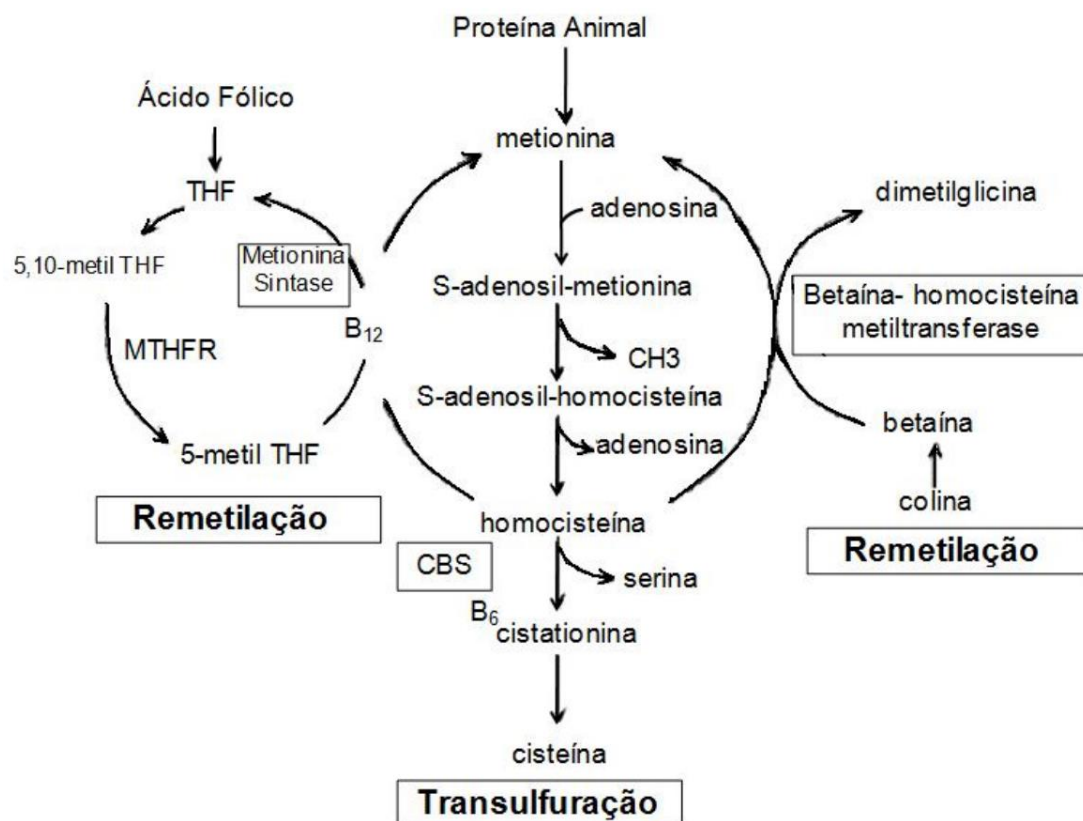 Proteína Animal
Ácido Fólico
metionina
THF
adenosina
dimetilglicina
5,10-metil THF
Metionina
Sintase
S-adenosil-metionina
Betaína- homocisteína
metiltransferase
B12
MTHFR
CH3
S-adenosil-homocisteína
betaína
5-metil THF
adenosina
colina
Remetilação
homocisteína
Remetilação
CBS
serina
B6
cistationina
cisteína
Transulfuração